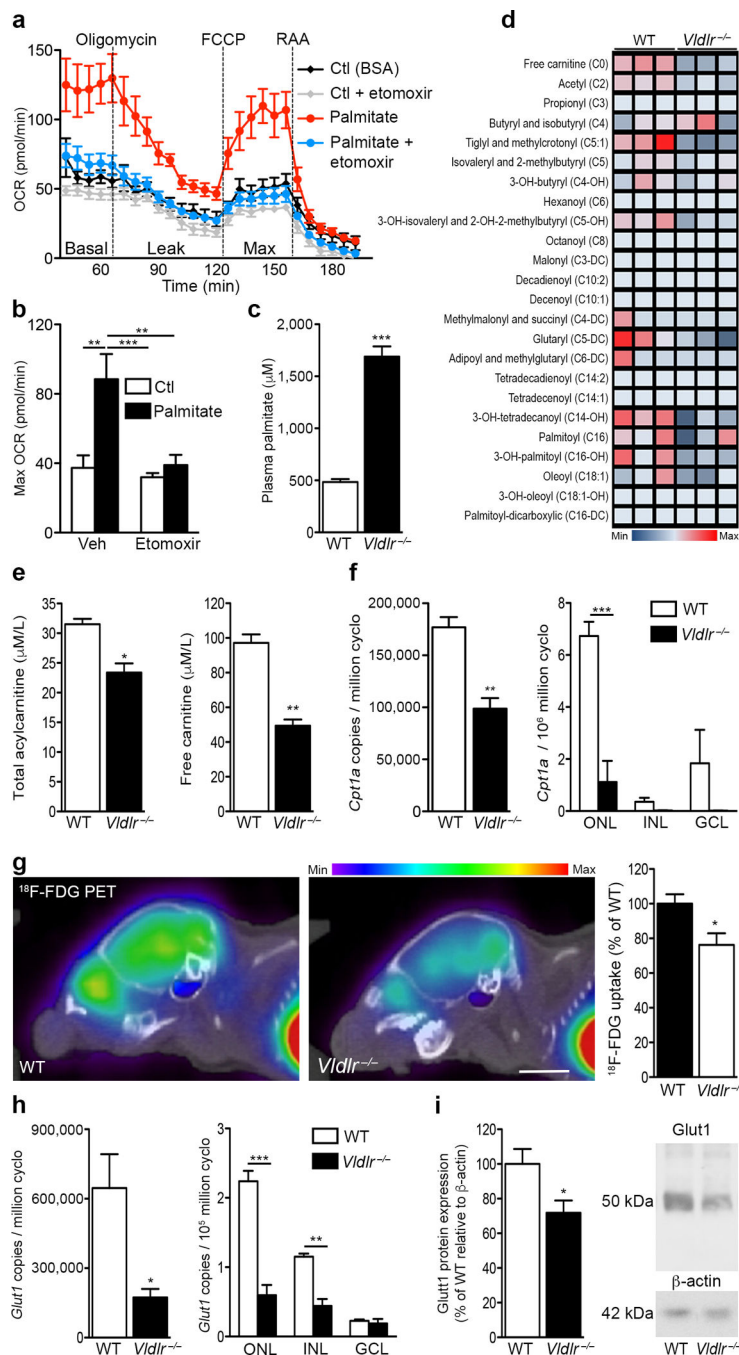 a
Oligomycin FCCP RAA
OCR (pmol/min)
150
100
50
0
Basal Leak Max
60 90 120 150 180
Time (min)
Ctl (BSA)
Ctl + etomoxir
Palmitate
Palmitate +
etomoxir
b
Max OCR (pmol/min)
120
80
40
0
** *** **
Ctl
Palmitate
Veh Etomoxir
c
Plasma palmitate (μM)
2,000
1,500
1,000
500
0
***
WT Vldlr−/−
d
WT Vldlr−/−
Free carnitine (C0)
Acetyl (C2)
Propionyl (C3)
Butyryl and isobutyryl (C4)
Tiglyl and methylcrotonyl (C5:1)
Isovaleryl and 2-methylbutyryl (C5)
3-OH-butyryl (C4-OH)
Hexanoyl (C6)
3-OH-isovaleryl and 2-OH-2-methylbutyryl (C5-OH)
Octanoyl (C8)
Malonyl (C3-DC)
Decadienoyl (C10:2)
Decenoyl (C10:1)
Methylmalonyl and succinyl (C4-DC)
Glutaryl (C5-DC)
Adipoyl and methylglutaryl (C6-DC)
Tetradecadienoyl (C14:2)
Tetradecenoyl (C14:1)
3-OH-tetradecanoyl (C14-OH)
Palmitoyl (C16)
3-OH-palmitoyl (C16-OH)
Oleoyl (C18:1)
3-OH-oleoyl (C18:1-OH)
Palmitoyl-dicarboxylic (C16-DC)
Min Max
e
Total acylcarnitine (μM/L)
35
30
25
20
15
10
5
0
*
WT Vldlr−/−
Free carnitine (μM/L)
120
100
80
60
40
20
0
**
WT Vldlr−/−
f
Cpt1a copies / million cyclo
200,000
150,000
100,000
50,000
0
**
WT Vldlr−/−
Cpt1a / 10⁶ million cyclo
8
6
4
2
0
***
WT
Vldlr−/−
ONL INL GCL
g
¹⁸F-FDG PET
Min Max
WT
Vldlr−/−
¹⁸F-FDG uptake (% of WT)
120
100
80
60
40
20
0
*
WT Vldlr−/−
h
Glut1 copies / million cyclo
900,000
600,000
300,000
0
*
WT Vldlr−/−
Glut1 copies / 10⁵ million cyclo
3
2
1
0
*** **
WT
Vldlr−/−
ONL INL GCL
i
Glutt1 protein expression
(% of WT relative to β-actin)
120
100
80
60
40
20
0
*
WT Vldlr−/−
Glut1
50 kDa
β-actin
42 kDa
WT Vldlr−/−